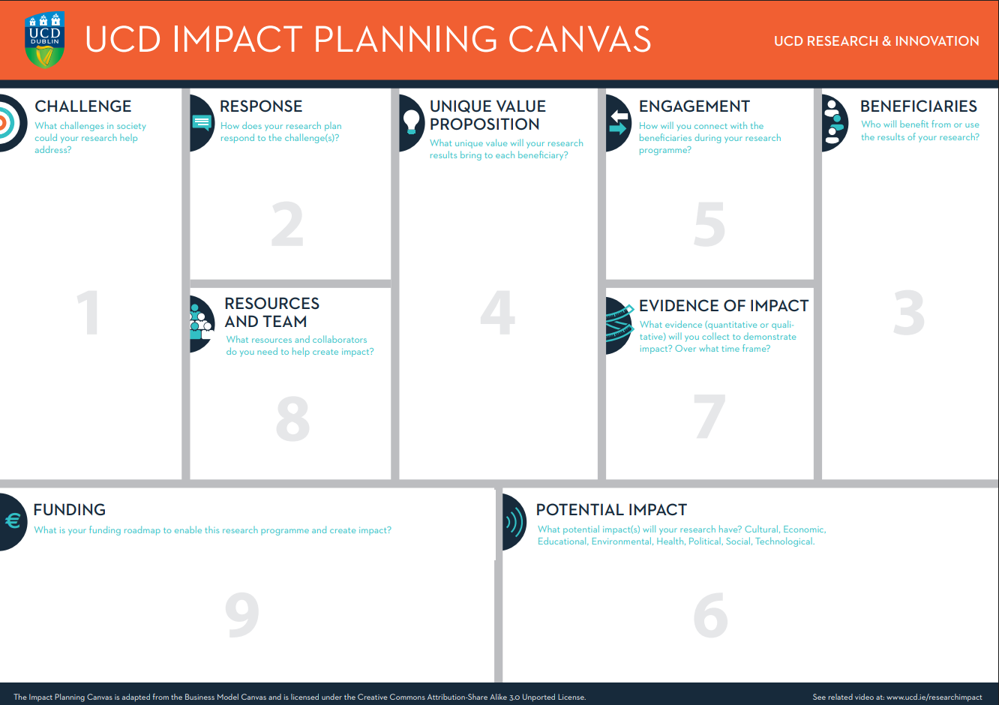 UCD
DUBLIN
UCD IMPACT PLANNING CANVAS
UCD RESEARCH & INNOVATION
CHALLENGE
What challenges in society
could your research help
address?
1
RESPONSE
How does your research plan
respond to the challenge(s)?
2
RESOURCES
AND TEAM
What resources and collaborators
do you need to help create impact?
8
UNIQUE VALUE
PROPOSITION
What unique value will your research
results bring to each beneficiary?
4
ENGAGEMENT
How will you connect with the
beneficiaries during your research
programme?
5
EVIDENCE OF IMPACT
What evidence (quantitative or quali-
tative) will you collect to demonstrate
impact? Over what time frame?
7
BENEFICIARIES
Who will benefit from or use
the results of your research?
3
€
FUNDING
What is your funding roadmap to enable this research programme and create impact?
9
POTENTIAL IMPACT
What potential impact(s) will your research have? Cultural, Economic,
Educational, Environmental, Health, Political, Social, Technological.
6
The Impact Planning Canvas is adapted from the Business Model Canvas and is licensed under the Creative Commons Attribution-Share Alike 3.0 Unported License.
See related video at: www.ucd.ie/researchimpact